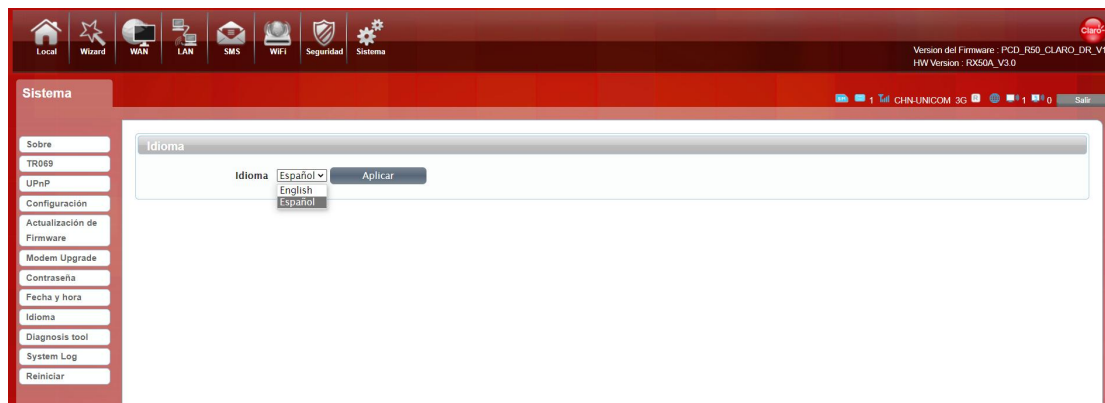 Local Wizard WAN LAN SMS WiFi Seguridad Sistema
Claro
Version del Firmware : PCD_R50_CLARO_DR_V1
HW Version : RX50A_V3.0
Sistema
1 CHN-UNICOM 3G R 1 0 Salir
Sobre
TR069
UPnP
Configuración
Actualización de
Firmware
Modem Upgrade
Contraseña
Fecha y hora
Idioma
Diagnosis tool
System Log
Reiniciar
Idioma
Idioma Español Aplicar
English
Español